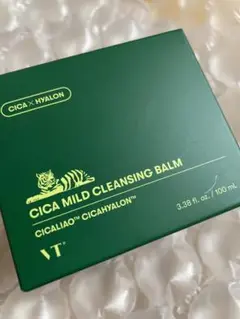 CICA × HYALON
CICA MILD CLEANSING BALM
CICALIAO™ CICAHYALON™
3.38 fl. oz. / 100 mL
VT®